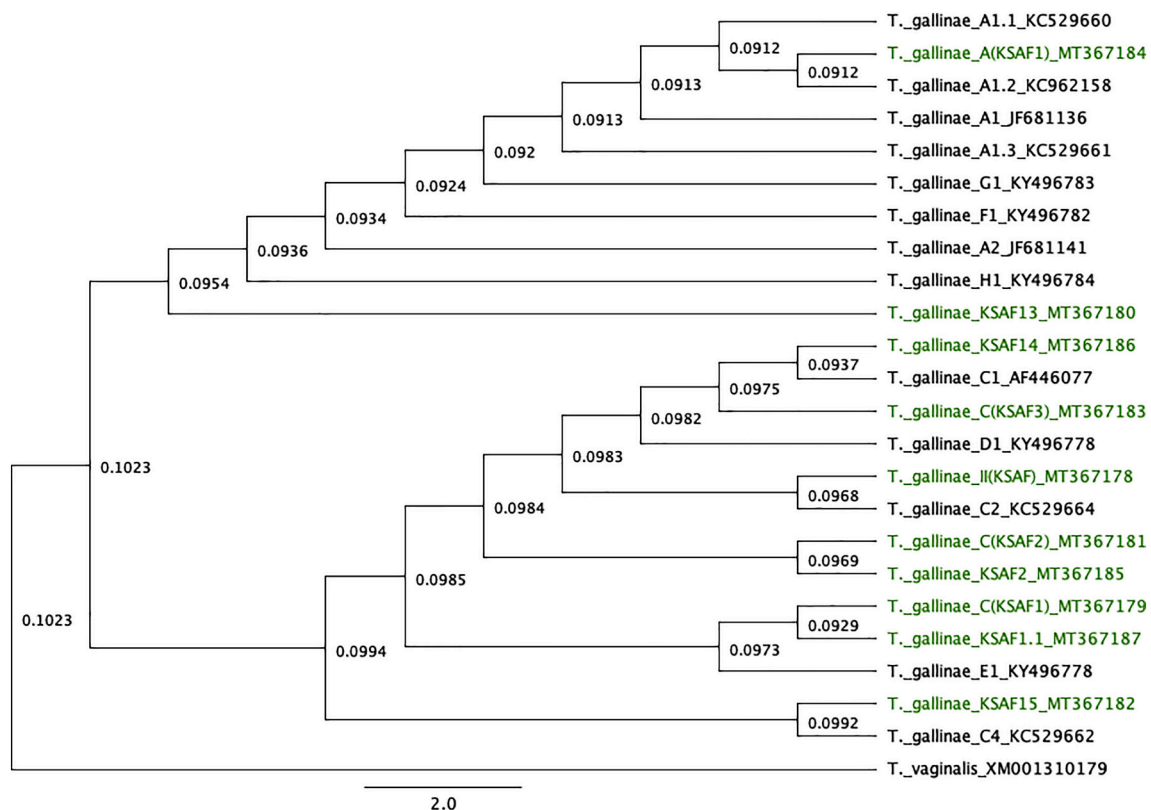 T._gallinae_A1.1_KC529660
0.0912
T._gallinae_A(KSAF1)_MT367184
0.0912
T._gallinae_A1.2_KC962158
0.0913
T._gallinae_A1_JF681136
0.0913
T._gallinae_A1.3_KC529661
0.092
T._gallinae_G1_KY496783
0.0924
T._gallinae_F1_KY496782
0.0934
T._gallinae_A2_JF681141
0.0936
T._gallinae_H1_KY496784
0.0954
T._gallinae_KSAF13_MT367180
T._gallinae_KSAF14_MT367186
0.0937
T._gallinae_C1_AF446077
0.0975
T._gallinae_C(KSAF3)_MT367183
0.0982
T._gallinae_D1_KY496778
0.0983
0.1023
T._gallinae_II(KSAF)_MT367178
0.0968
T._gallinae_C2_KC529664
0.0984
T._gallinae_C(KSAF2)_MT367181
0.0969
T._gallinae_KSAF2_MT367185
0.0985
T._gallinae_C(KSAF1)_MT367179
0.1023
0.0929
T._gallinae_KSAF1.1_MT367187
0.0994
0.0973
T._gallinae_E1_KY496778
T._gallinae_KSAF15_MT367182
0.0992
T._gallinae_C4_KC529662
T._vaginalis_XM001310179
2.0